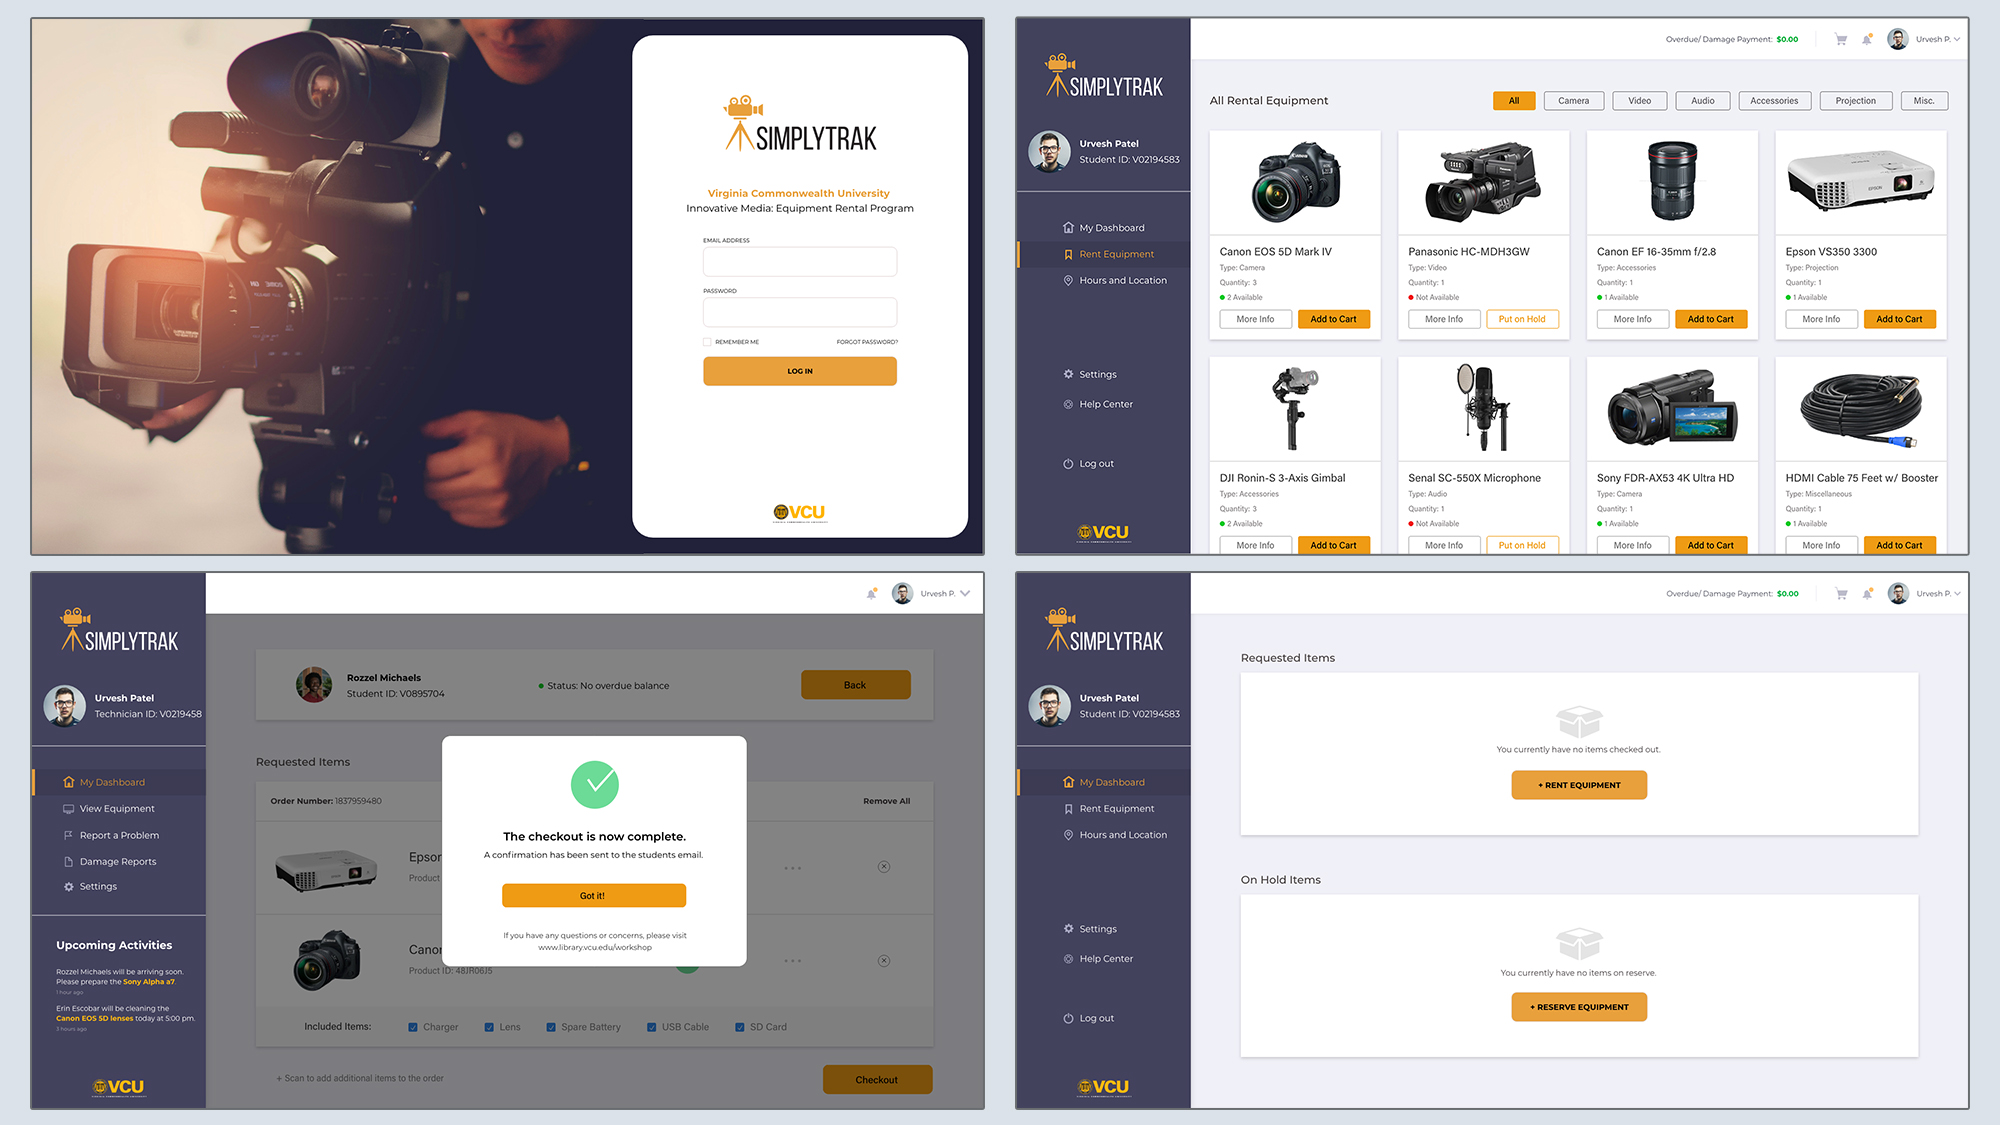 SIMPLYTRAK
Virginia Commonwealth University
Innovative Media: Equipment Rental Program
EMAIL ADDRESS
PASSWORD
REMEMBER ME
FORGOT PASSWORD?
LOG IN
VCU
SIMPLYTRAK
Urvesh Patel
Student ID: V02194583
My Dashboard
Rent Equipment
Hours and Location
Settings
Help Center
Log out
VCU
Overdue/ Damage Payment: $0.00
Urvesh P.
All Rental Equipment
All
Camera
Video
Audio
Accessories
Projection
Misc.
Canon EOS 5D Mark IV
Type: Camera
Quantity: 3
2 Available
More Info
Add to Cart
Panasonic HC-MDH3GW
Type: Video
Quantity: 1
Not Available
More Info
Put on Hold
Canon EF 16-35mm f/2.8
Type: Accessories
Quantity: 1
1 Available
More Info
Add to Cart
EPSON
Epson VS350 3300
Type: Projection
Quantity: 1
1 Available
More Info
Add to Cart
DJI Ronin-S 3-Axis Gimbal
Type: Accessories
Quantity: 3
2 Available
More Info
Add to Cart
Senal SC-550X Microphone
Type: Audio
Quantity: 1
Not Available
More Info
Put on Hold
Sony FDR-AX53 4K Ultra HD
Type: Camera
Quantity: 1
1 Available
More Info
Add to Cart
HDMI Cable 75 Feet w/ Booster
Type: Miscellaneous
Quantity: 1
1 Available
More Info
Add to Cart
SIMPLYTRAK
Urvesh Patel
Technician ID: V0219458
My Dashboard
View Equipment
Report a Problem
Damage Reports
Settings
Upcoming Activities
Rozzel Michaels will be arriving soon.
Please prepare the Sony Alpha a7.
1 hour ago
Erin Escobar will be cleaning the
Canon EOS 5D lenses today at 5:00 pm.
3 hours ago
VCU
Urvesh P.
Rozzel Michaels
Student ID: V0895704
Status: No overdue balance
Back
Requested Items
Order Number: 1837959480
Remove All
Epson
Product
Canon
Product ID: 48JR06J5
Included Items:
Charger
Lens
Spare Battery
USB Cable
SD Card
+ Scan to add additional items to the order
Checkout
The checkout is now complete.
A confirmation has been sent to the students email.
Got it!
If you have any questions or concerns, please visit
www.library.vcu.edu/workshop
SIMPLYTRAK
Urvesh Patel
Student ID: V02194583
My Dashboard
Rent Equipment
Hours and Location
Settings
Help Center
Log out
VCU
Overdue/ Damage Payment: $0.00
Urvesh P.
Requested Items
You currently have no items checked out.
+ RENT EQUIPMENT
On Hold Items
You currently have no items on reserve.
+ RESERVE EQUIPMENT